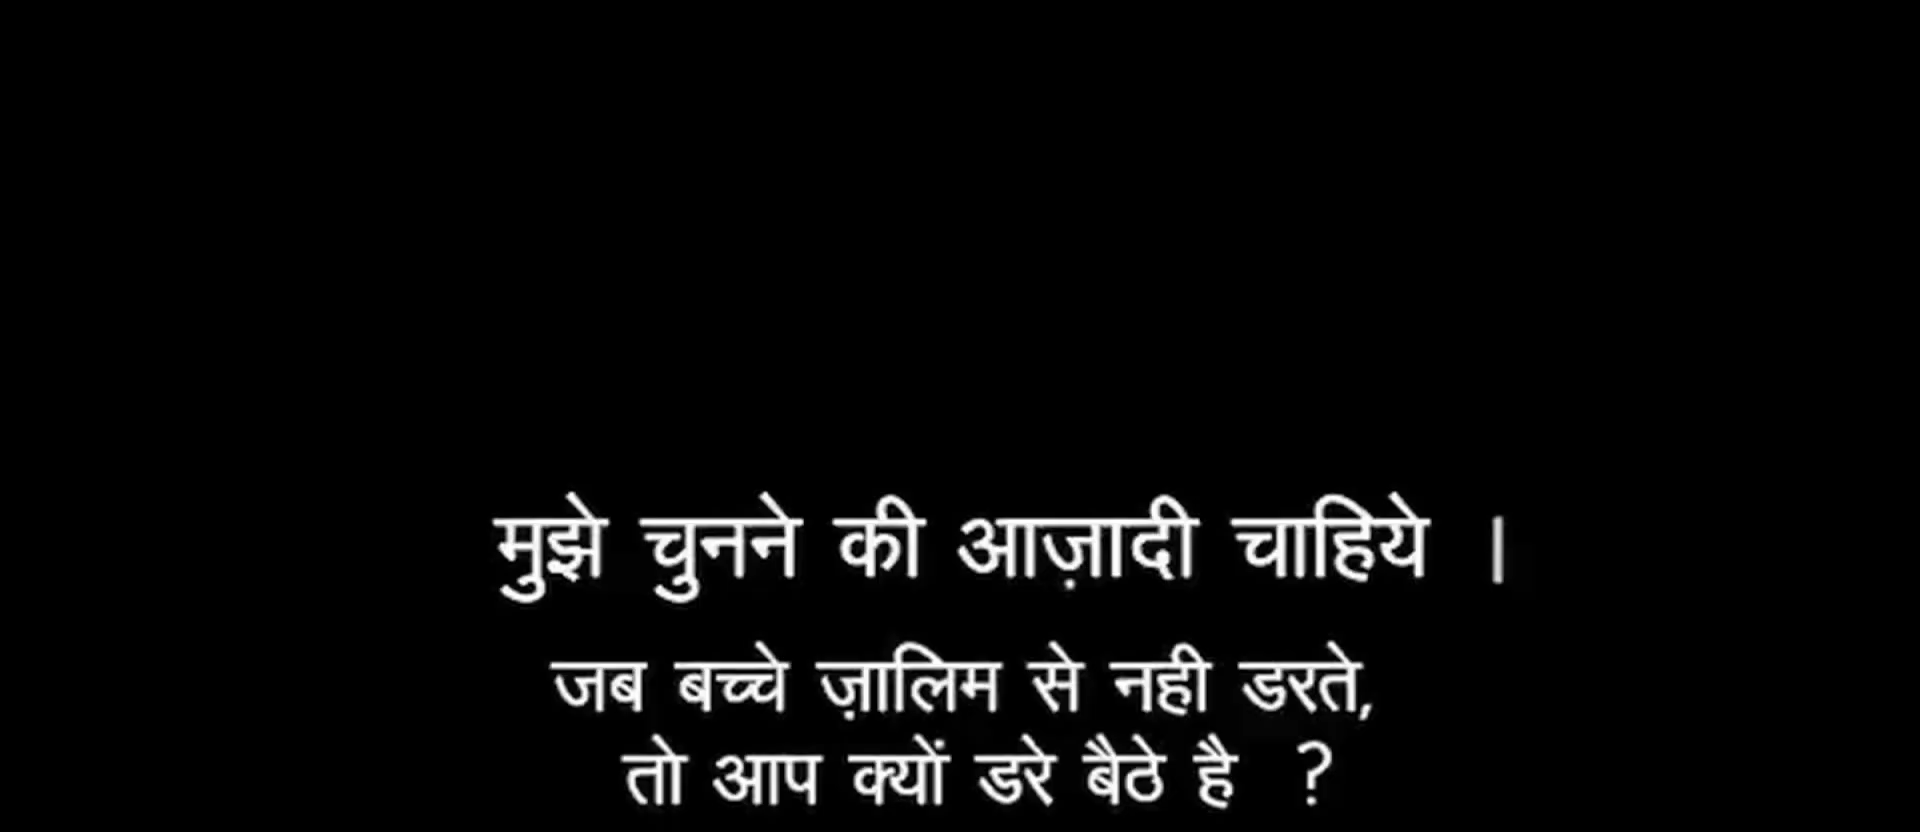 मुझे चुनने की आज़ादी चाहिये ।
जब बच्चे ज़ालिम से नही डरते,
तो आप क्यों डरे बैठे है ?